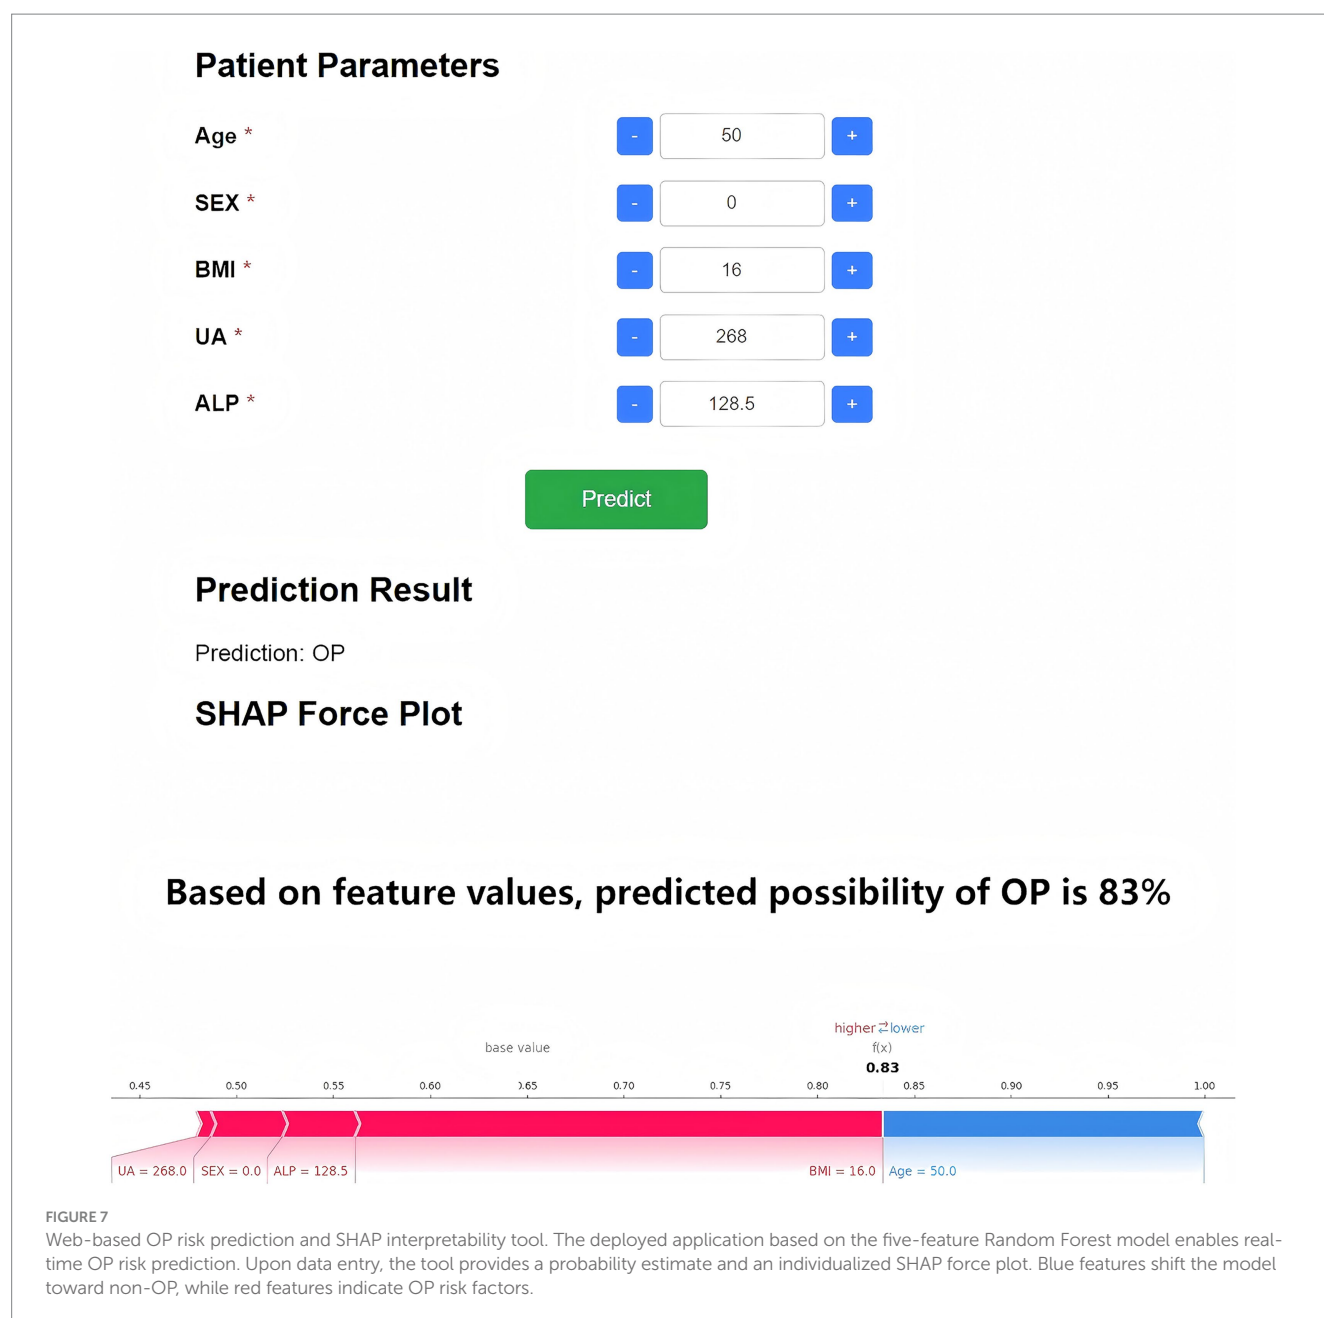 Patient Parameters
Age * - 50 +
SEX * - 0 +
BMI * - 16 +
UA * - 268 +
ALP * - 128.5 +
Predict
Prediction Result
Prediction: OP
SHAP Force Plot
Based on feature values, predicted possibility of OP is 83%
higher⇄lower
base value f(x)
0.83
0.45 0.50 0.55 0.60 0.65 0.70 0.75 0.80 0.85 0.90 0.95 1.00
UA = 268.0 SEX = 0.0 ALP = 128.5 BMI = 16.0 Age = 50.0
FIGURE 7
Web-based OP risk prediction and SHAP interpretability tool. The deployed application based on the five-feature Random Forest model enables real-
time OP risk prediction. Upon data entry, the tool provides a probability estimate and an individualized SHAP force plot. Blue features shift the model
toward non-OP, while red features indicate OP risk factors.